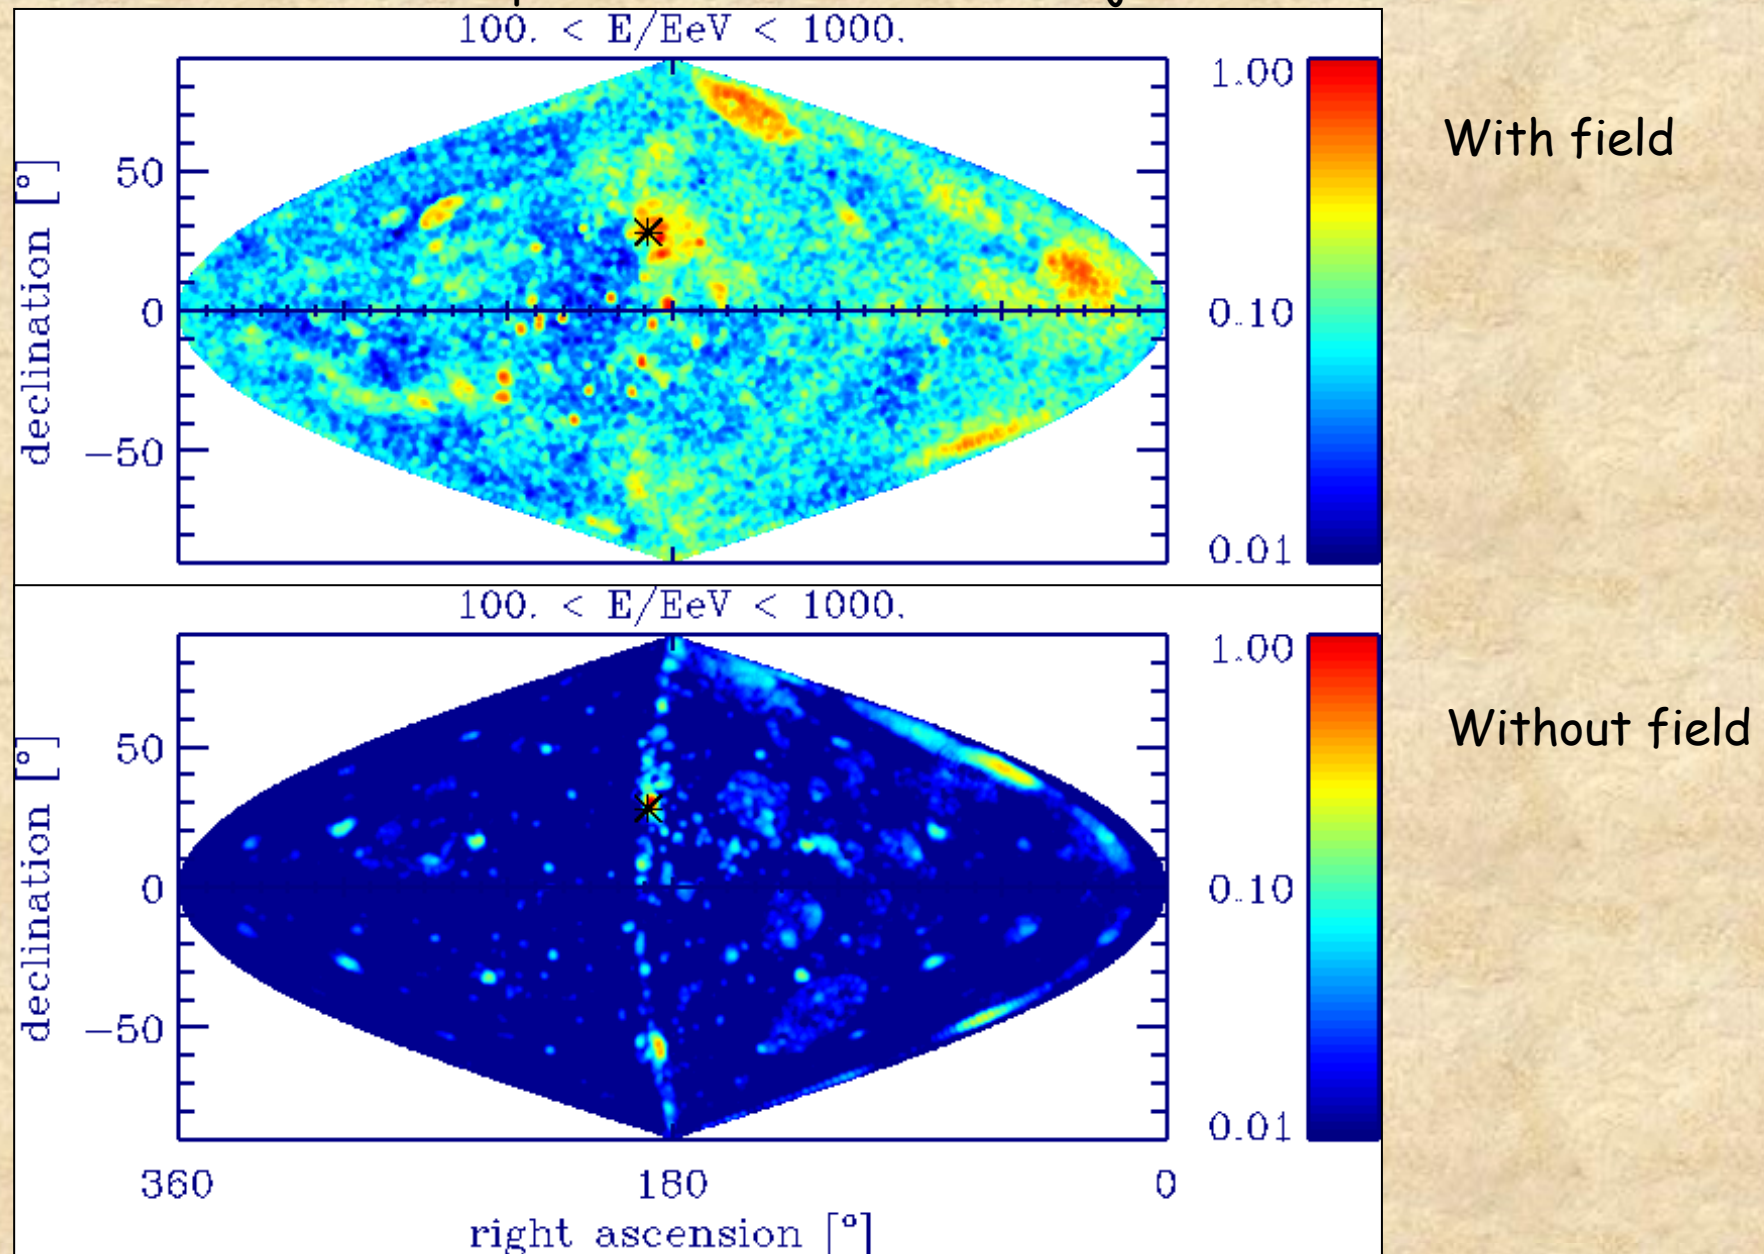 100. < E/EeV < 1000.
1.00
0.10
0.01
50
0
−50
declination [°]
With field
100. < E/EeV < 1000.
1.00
0.10
0.01
50
0
−50
declination [°]
Without field
360
180
0
right ascension [°]